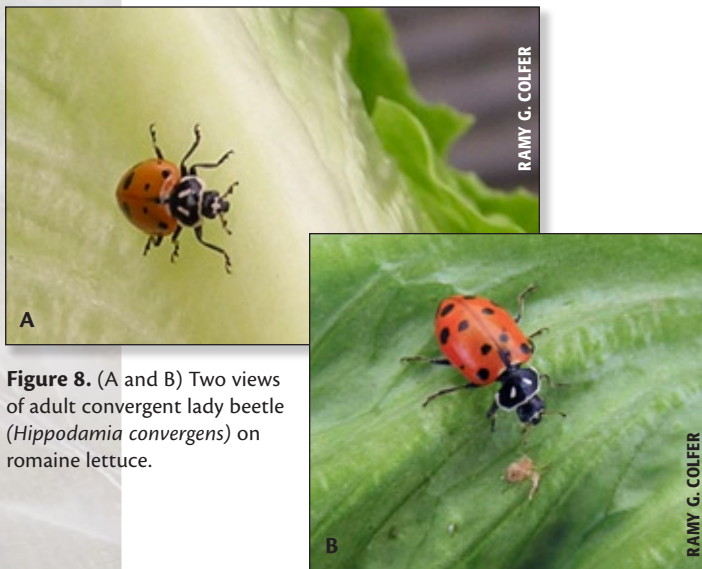 RAMY G. COLFER
A
Figure 8. (A and B) Two views
of adult convergent lady beetle
(Hippodamia convergens) on
romaine lettuce.
B
RAMY G. COLFER